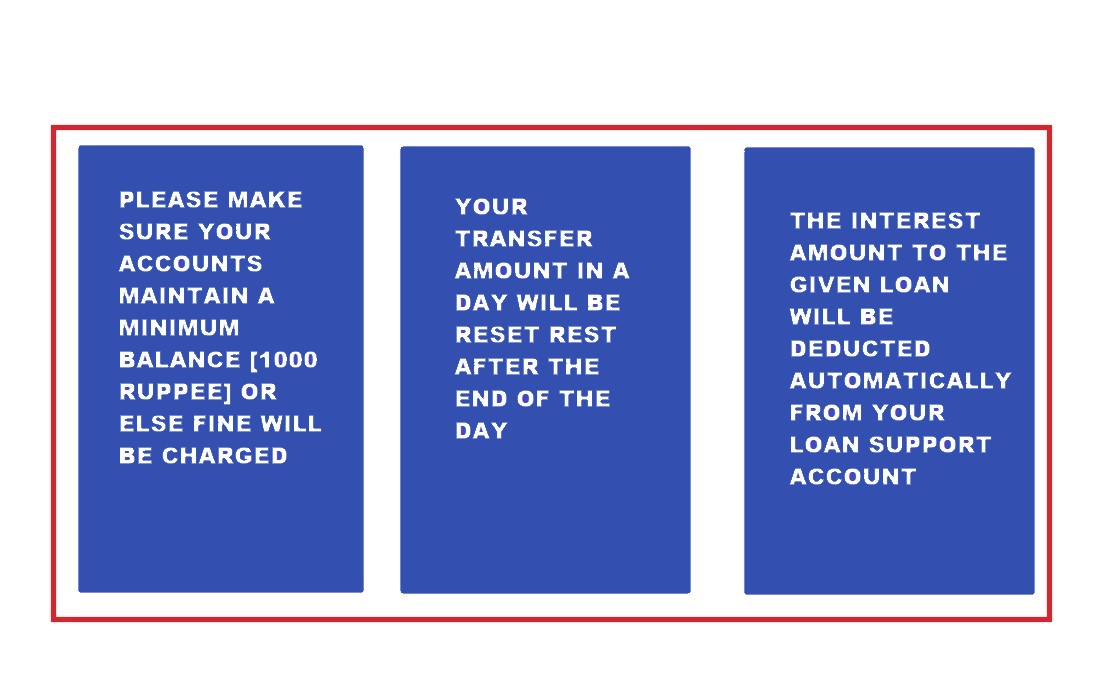 PLEASE MAKE
SURE YOUR
ACCOUNTS
MAINTAIN A
MINIMUM
BALANCE [1000
RUPPEE] OR
ELSE FINE WILL
BE CHARGED
YOUR
TRANSFER
AMOUNT IN A
DAY WILL BE
RESET REST
AFTER THE
END OF THE
DAY
THE INTEREST
AMOUNT TO THE
GIVEN LOAN
WILL BE
DEDUCTED
AUTOMATICALLY
FROM YOUR
LOAN SUPPORT
ACCOUNT